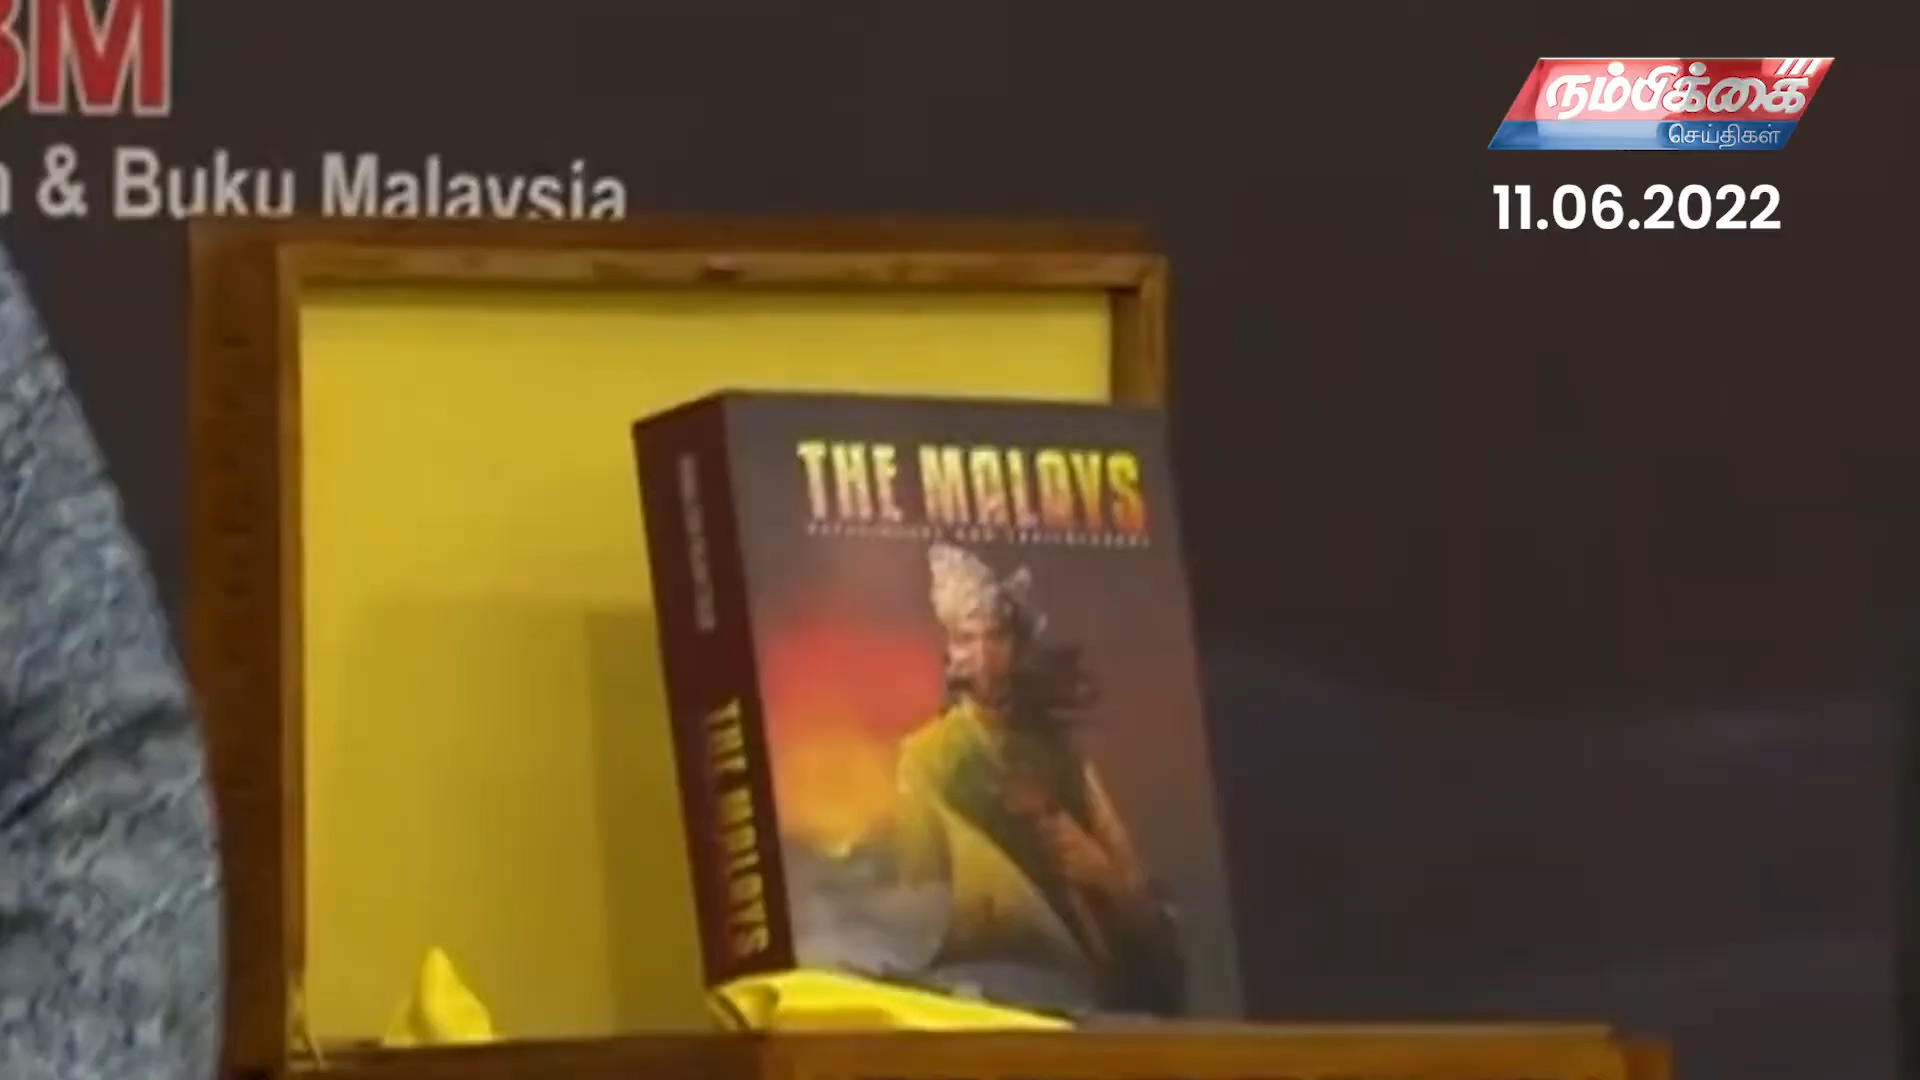 BM
& Buku Malaysia
நம்பிக்கை
செய்திகள்
11.06.2022
THE MALAYS
THE MALAYS